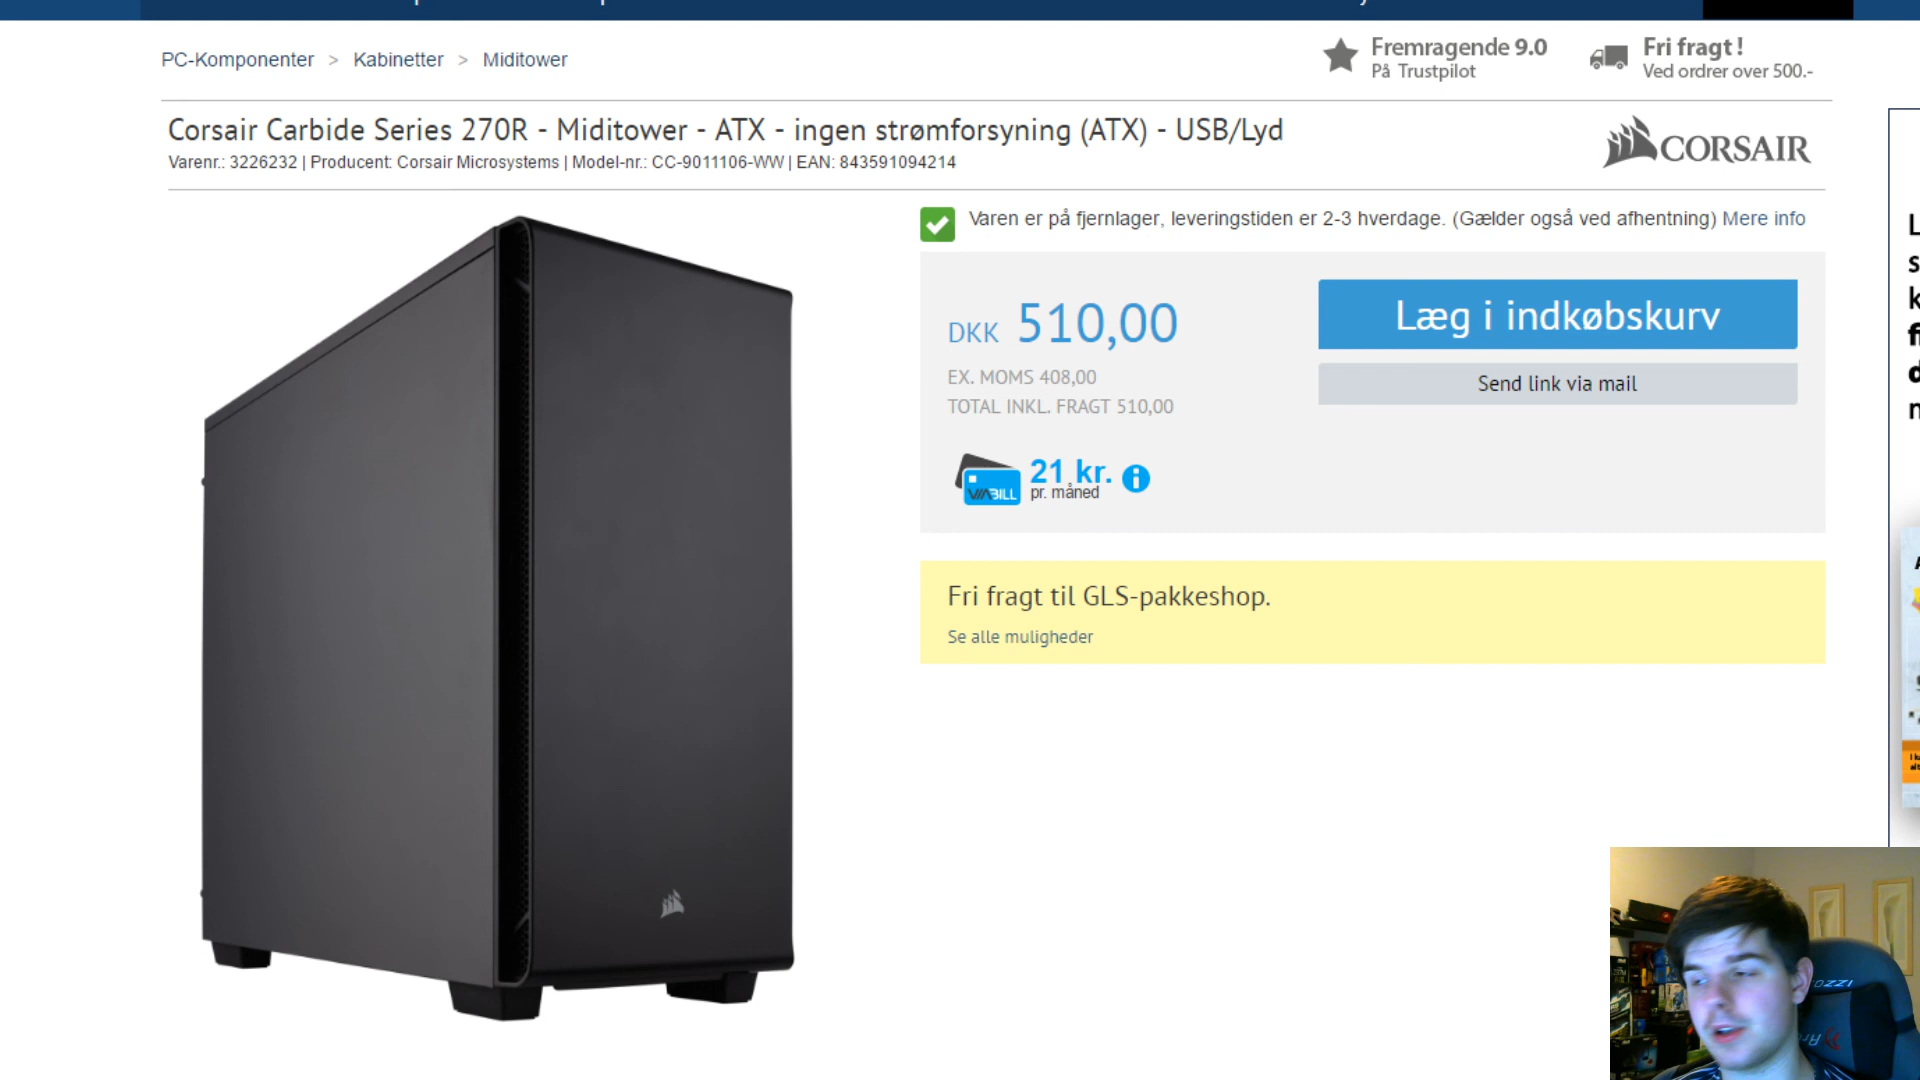 PC-Komponenter > Kabinetter > Miditower
Fremragende 9.0
På Trustpilot
Fri fragt!
Ved ordrer over 500.-
Corsair Carbide Series 270R - Miditower - ATX - ingen strømforsyning (ATX) - USB/Lyd
Varenr.: 3226232 | Producent: Corsair Microsystems | Model-nr.: CC-9011106-WW | EAN: 843591094214
CORSAIR
Varen er på fjernlager, leveringstiden er 2-3 hverdage. (Gælder også ved afhentning) Mere info
DKK 510,00
Læg i indkøbskurv
EX. MOMS 408,00
Send link via mail
TOTAL INKL. FRAGT 510,00
VIABILL
21 kr.
pr. måned
Fri fragt til GLS-pakkeshop.
Se alle muligheder